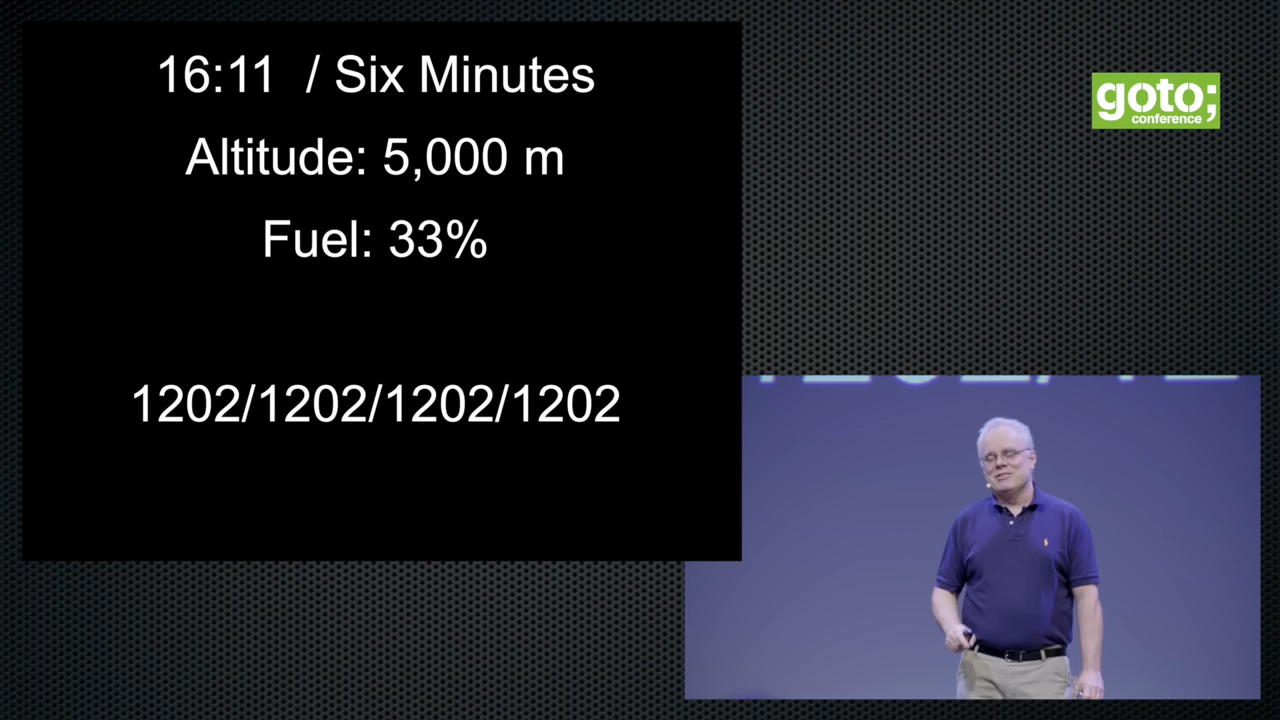 16:11 / Six Minutes
Altitude: 5,000 m
Fuel: 33%
1202/1202/1202/1202
goto;
conference